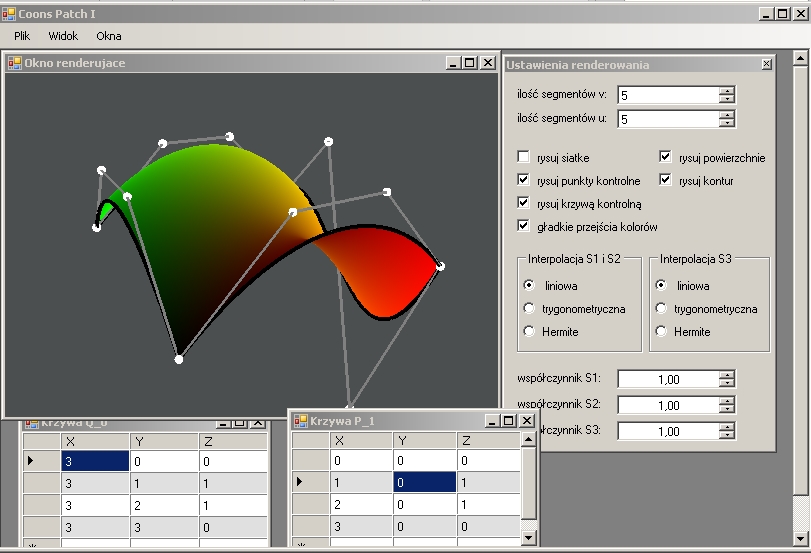 Coons Patch I
Plik Widok Okna
Okno renderujace
Ustawienia renderowania
ilość segmentów v: 5
ilość segmentów u: 5
rysuj siatke
rysuj powierzchnie
rysuj punkty kontrolne
rysuj kontur
rysuj krzywą kontrolną
gładkie przejścia kolorów
Interpolacja S1 i S2
liniowa
trygonometryczna
Hermite
Interpolacja S3
liniowa
trygonometryczna
Hermite
współczynnik S1: 1,00
współczynnik S2: 1,00
współczynnik S3: 1,00
Krzywa Q_0
X Y Z
3 0 0
3 1 1
3 2 1
3 3 0
*
Krzywa P_1
X Y Z
0 0 0
1 0 1
2 0 1
3 0 0
*